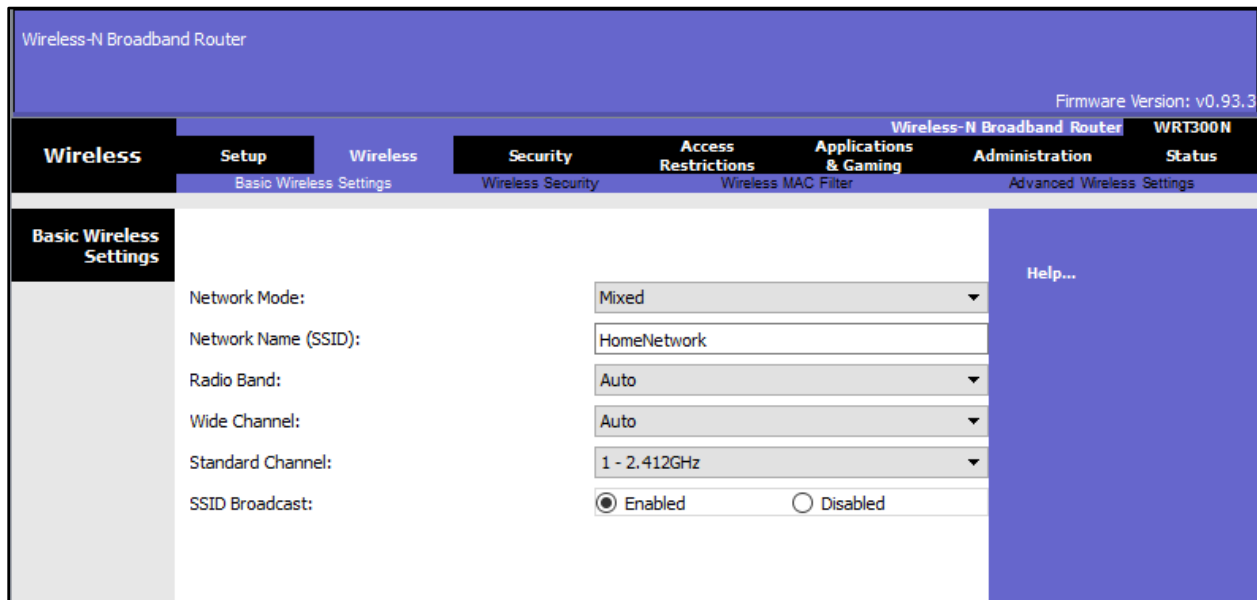 Wireless-N Broadband Router
Firmware Version: v0.93.3
Wireless-N Broadband Router WRT300N
Wireless Setup Wireless Security Access Restrictions Applications & Gaming Administration Status
Basic Wireless Settings Wireless Security Wireless MAC Filter Advanced Wireless Settings
Basic Wireless
Settings
Help...
Network Mode: Mixed
Network Name (SSID): HomeNetwork
Radio Band: Auto
Wide Channel: Auto
Standard Channel: 1 - 2.412GHz
SSID Broadcast: Enabled Disabled